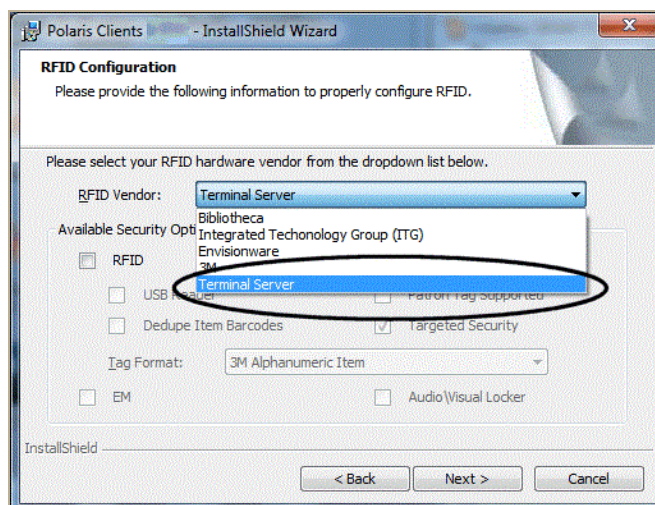 Polaris Clients - InstallShield Wizard
RFID Configuration
Please provide the following information to properly configure RFID.
Please select your RFID hardware vendor from the dropdown list below.
RFID Vendor: Terminal Server
Bibliotheca
Available Security Opti
Integrated Techonology Group (ITG)
Envisionware
RFID
3M
Terminal Server
USB Reader
Patron Tag Supported
Dedupe Item Barcodes
Targeted Security
Tag Format: 3M Alphanumeric Item
EM
Audio\Visual Locker
InstallShield
< Back Next > Cancel